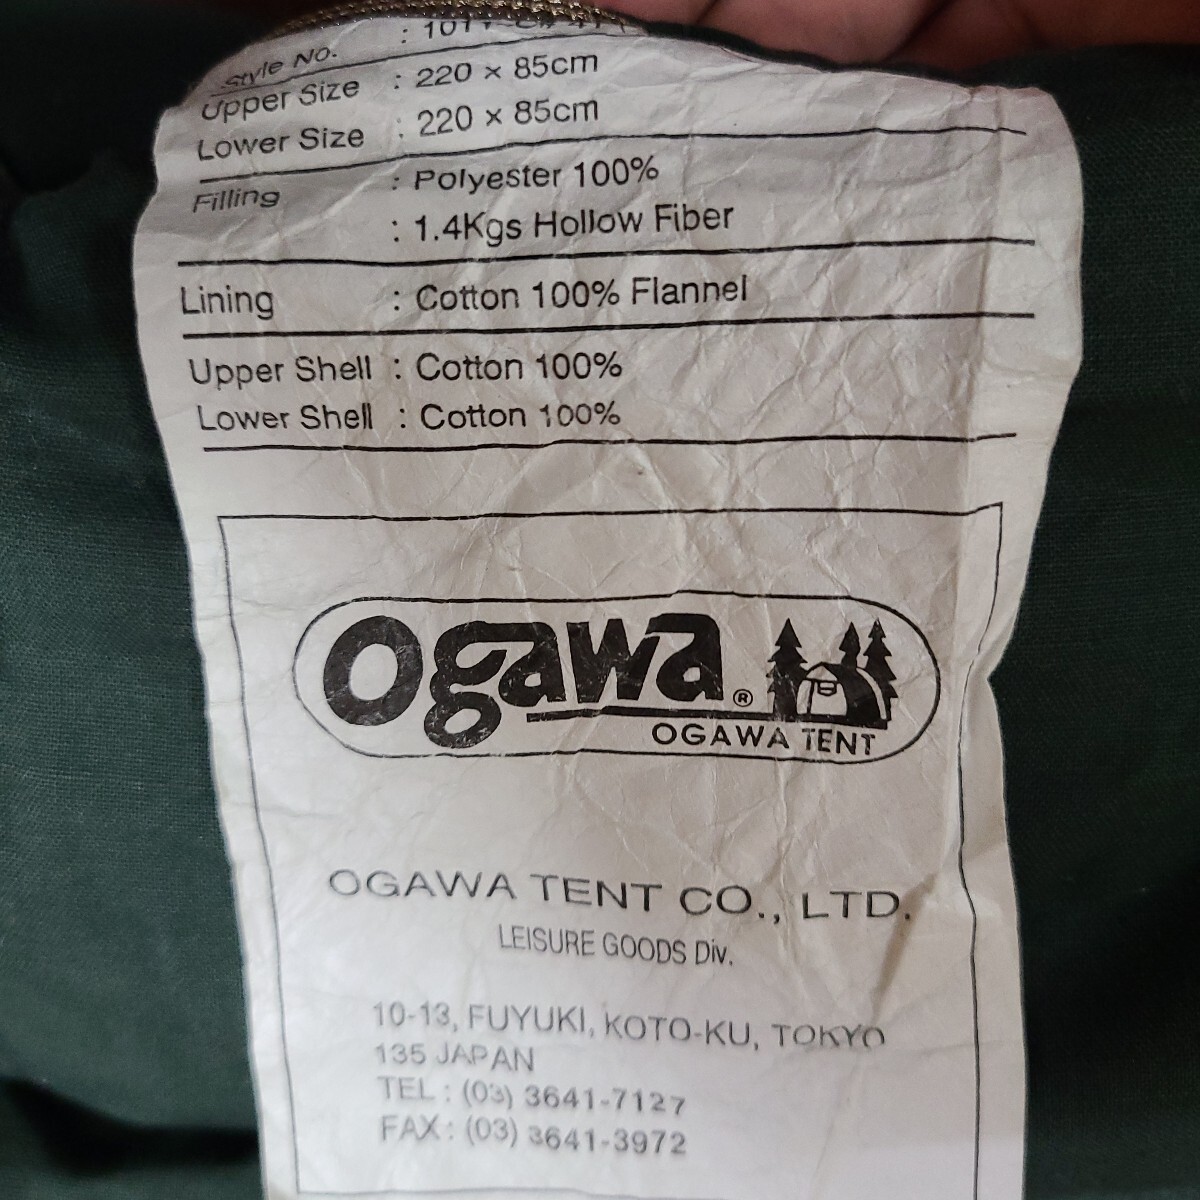 Style No. :
Upper Size : 220 × 85cm
Lower Size : 220 × 85cm
Filling : Polyester 100%
: 1.4Kgs Hollow Fiber
Lining : Cotton 100% Flannel
Upper Shell : Cotton 100%
Lower Shell : Cotton 100%
ogawa®
OGAWA TENT
OGAWA TENT CO., LTD.
LEISURE GOODS Div.
10-13, FUYUKI, KOTO-KU, TOKYO
135 JAPAN
TEL : (03) 3641-7127
FAX : (03) 3641-3972